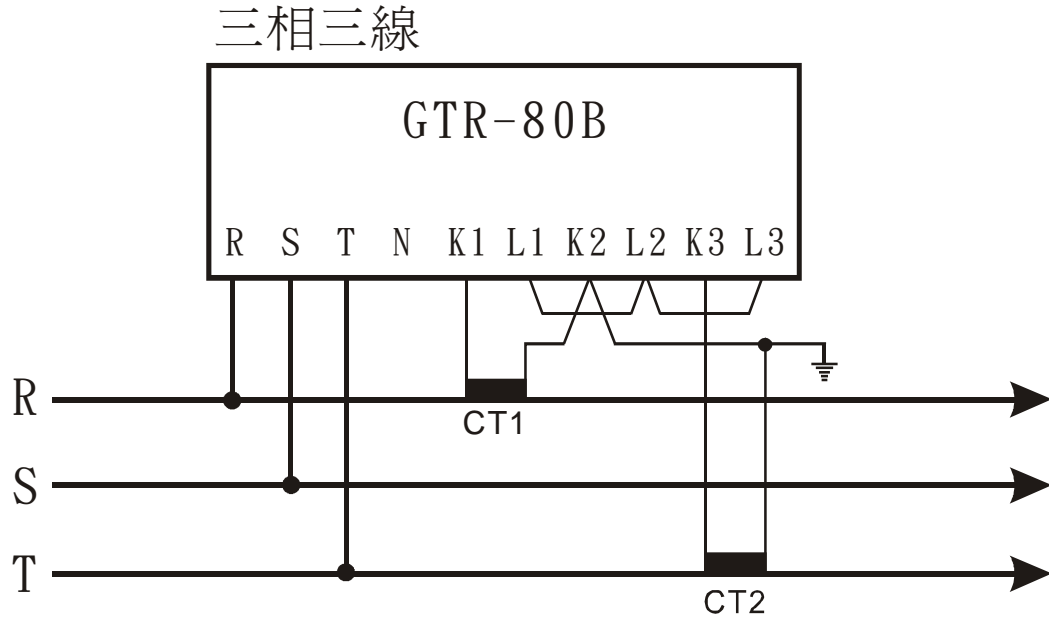 三相三線
GTR-80B
R S T N K1 L1 K2 L2 K3 L3
R
CT1
S
T
CT2